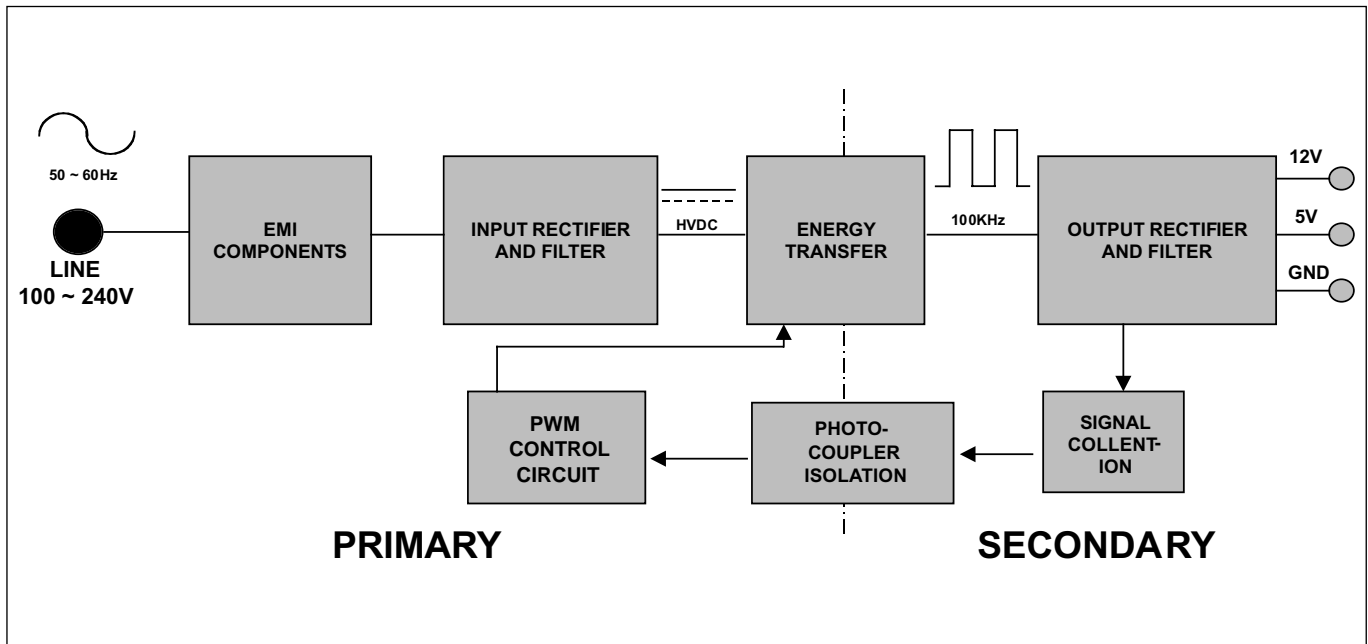 50 ~ 60Hz
LINE
100 ~ 240V
EMI
COMPONENTS
INPUT RECTIFIER
AND FILTER
HVDC
ENERGY
TRANSFER
100KHz
OUTPUT RECTIFIER
AND FILTER
12V
5V
GND
PWM
CONTROL
CIRCUIT
PHOTO-
COUPLER
ISOLATION
SIGNAL
COLLENT-
ION
PRIMARY
SECONDARY